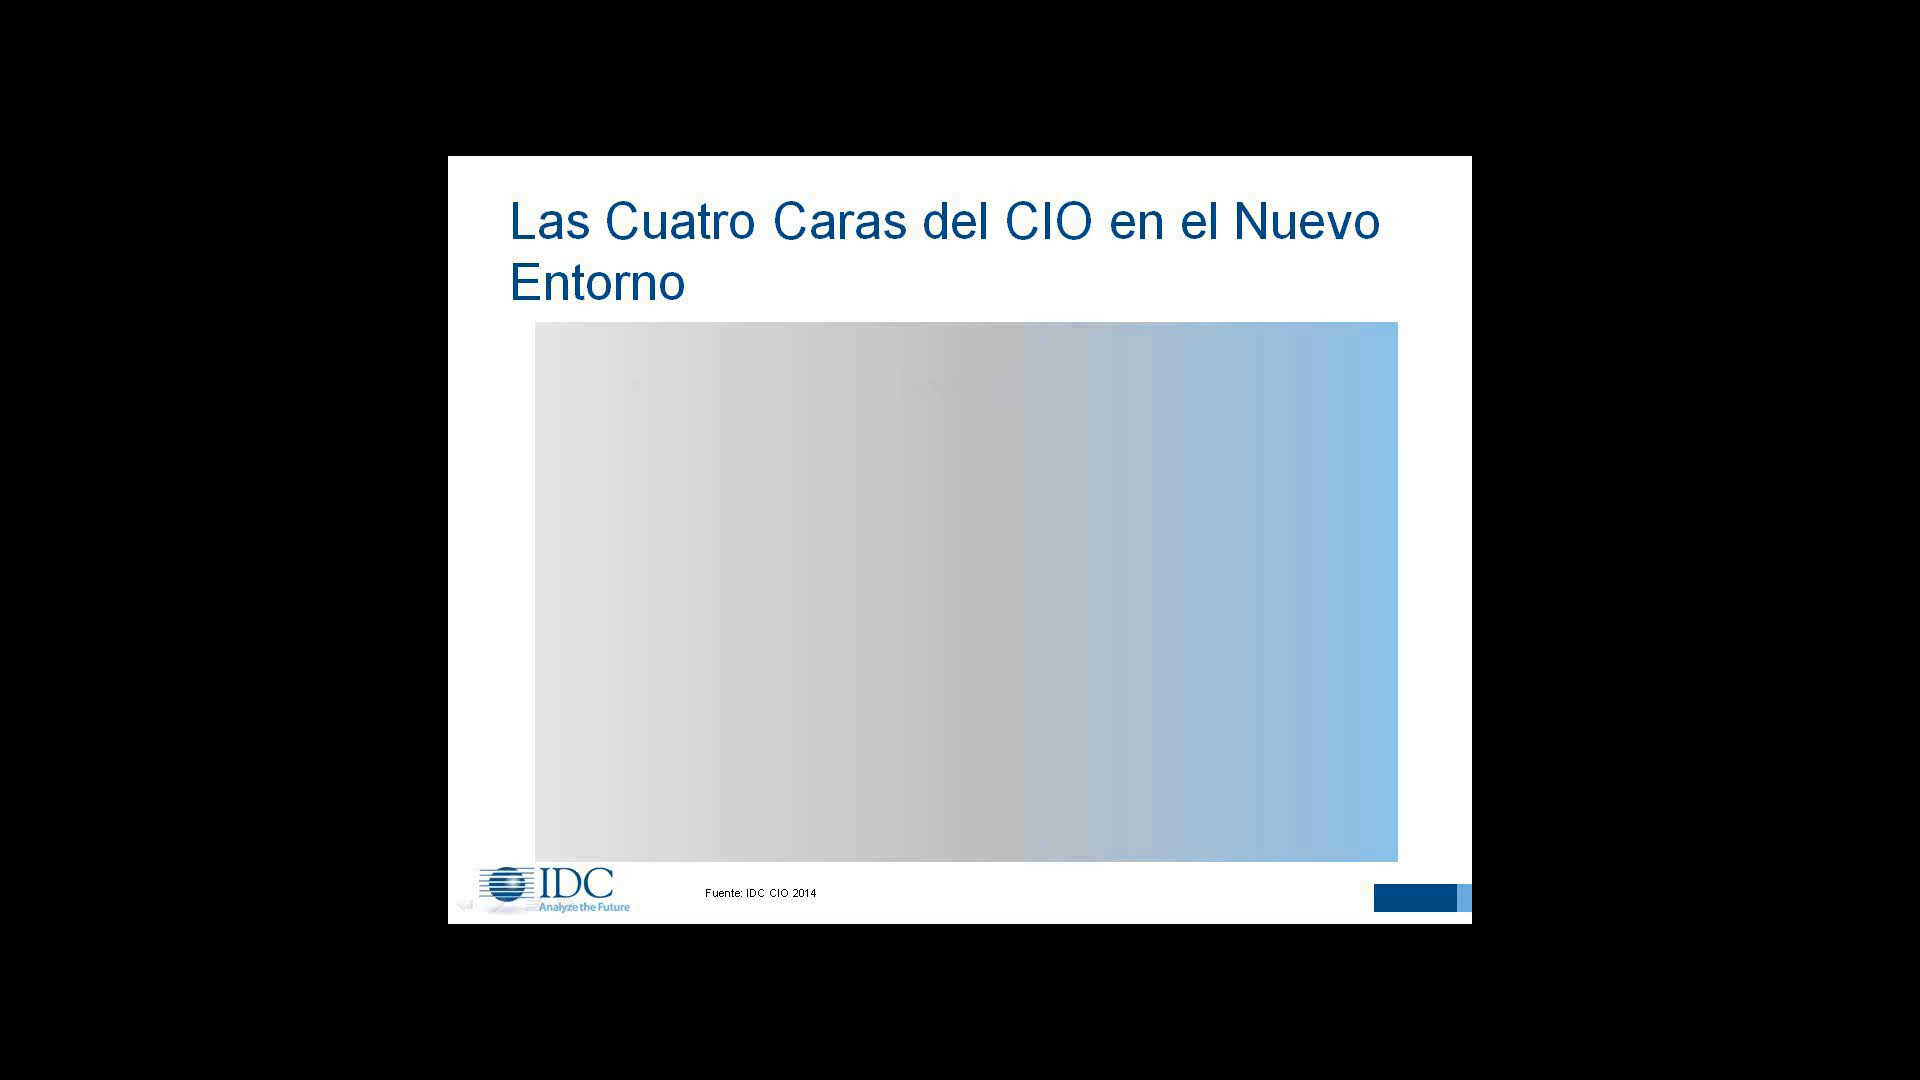 Las Cuatro Caras del CIO en el Nuevo
Entorno
IDC
Analyze the Future
Fuente: IDC CIO 2014